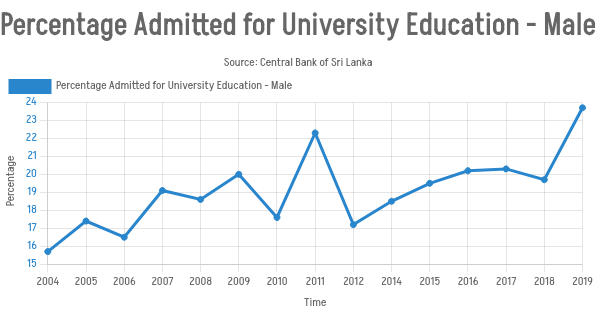 Percentage Admitted for University Education - Male
Source: Central Bank of Sri Lanka
Percentage Admitted for University Education - Male
24
23
22
21
20
19
18
17
16
15
Percentage
2004 2005 2006 2007 2008 2009 2010 2011 2012 2014 2015 2016 2017 2018 2019
Time